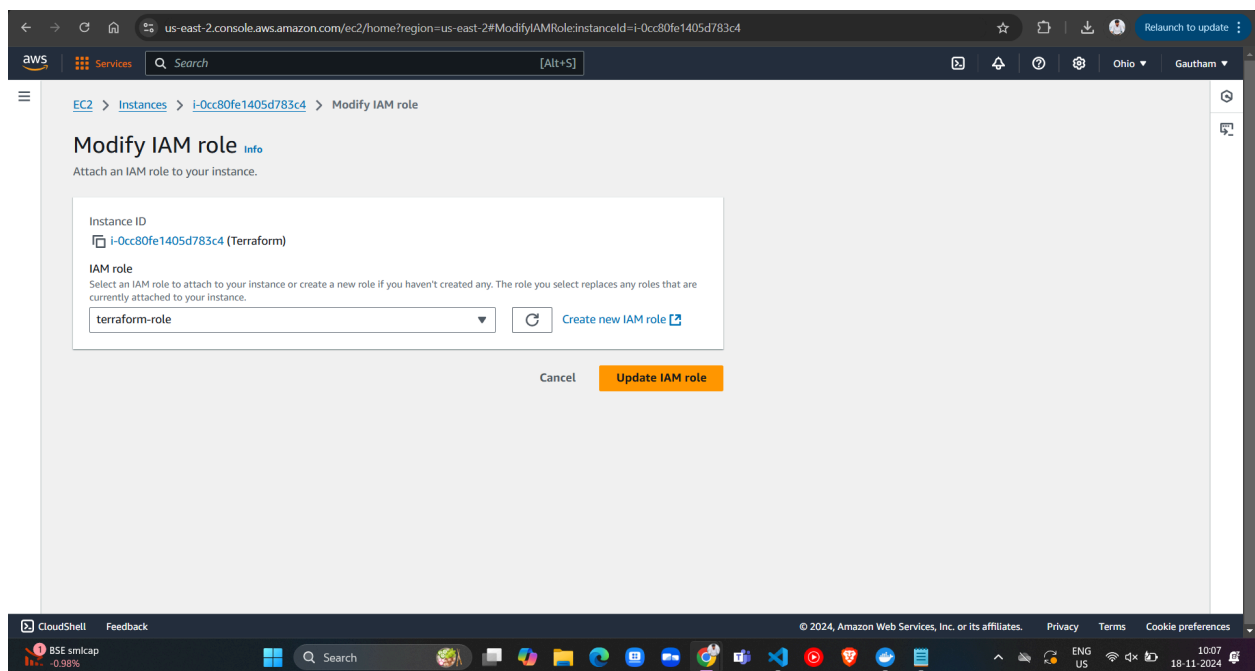 us-east-2.console.aws.amazon.com/ec2/home?region=us-east-2#ModifyIAMRole:instanceId=i-0cc80fe1405d783c4
Relaunch to update
aws
Services
Search
[Alt+S]
Ohio
Gautham
EC2 > Instances > i-0cc80fe1405d783c4 > Modify IAM role
Modify IAM role Info
Attach an IAM role to your instance.
Instance ID
i-0cc80fe1405d783c4 (Terraform)
IAM role
Select an IAM role to attach to your instance or create a new role if you haven't created any. The role you select replaces any roles that are
currently attached to your instance.
terraform-role
Create new IAM role
Cancel
Update IAM role
CloudShell Feedback
© 2024, Amazon Web Services, Inc. or its affiliates. Privacy Terms Cookie preferences
1
BSE smlcap
-0.98%
Search
ENG
US
10:07
18-11-2024